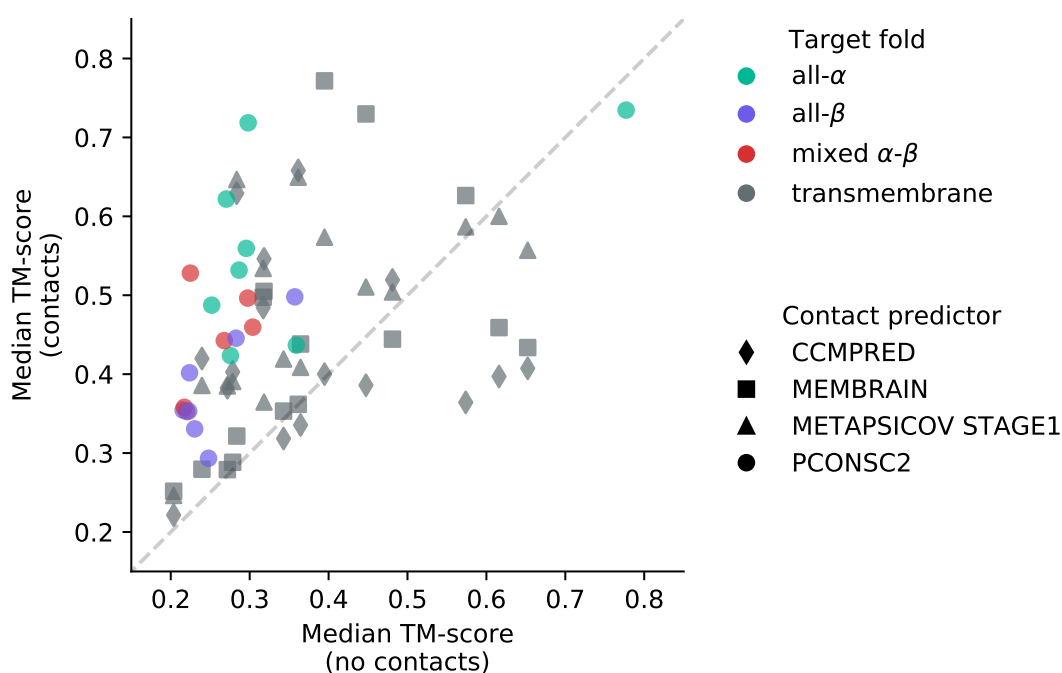 0.8
0.7
0.6
0.5
0.4
0.3
0.2
Median TM-score
(contacts)
0.2 0.3 0.4 0.5 0.6 0.7 0.8
Median TM-score
(no contacts)
Target fold
all-α
all-β
mixed α-β
transmembrane
Contact predictor
CCMPRED
MEMBRAIN
METAPSICOV STAGE1
PCONSC2